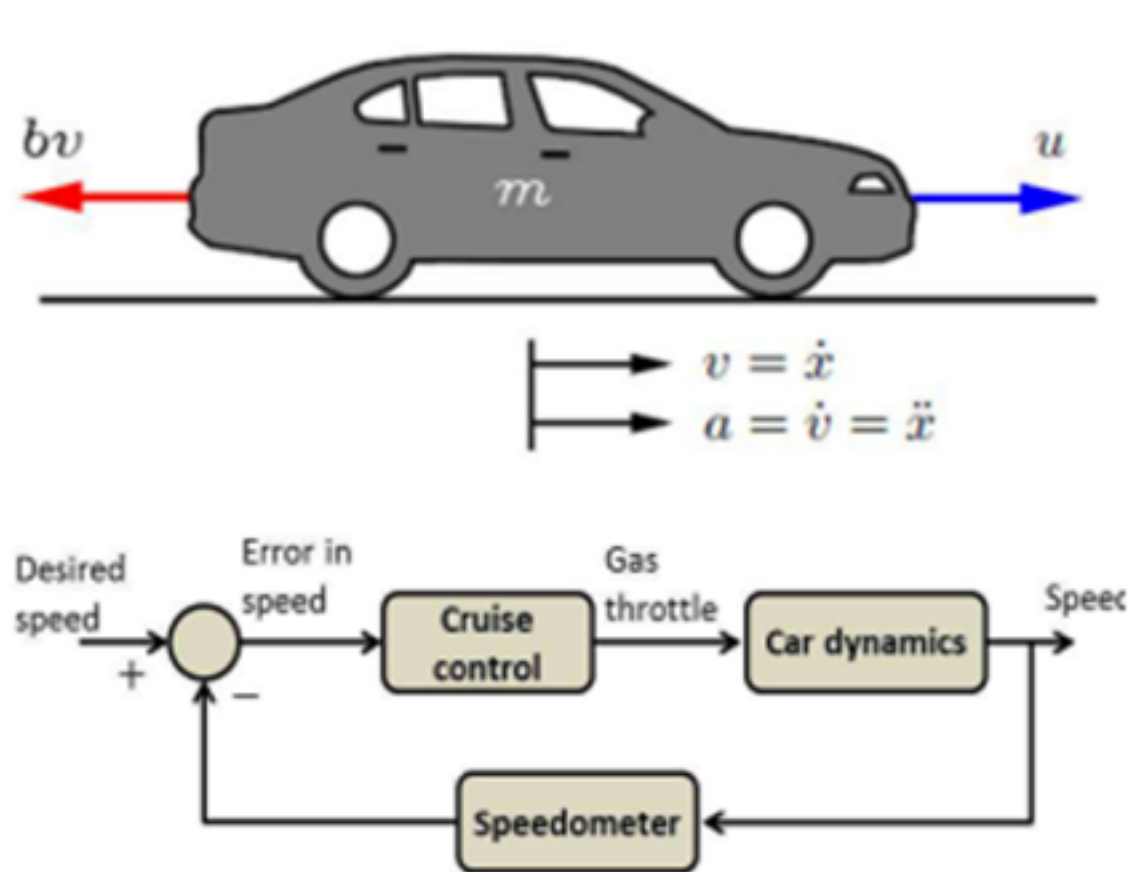 bv
u
m
v = ẋ
a = v̇ = ẍ
Desired
speed
Error in
speed
Gas
throttle
Speec
Cruise
control
Car dynamics
+
−
Speedometer